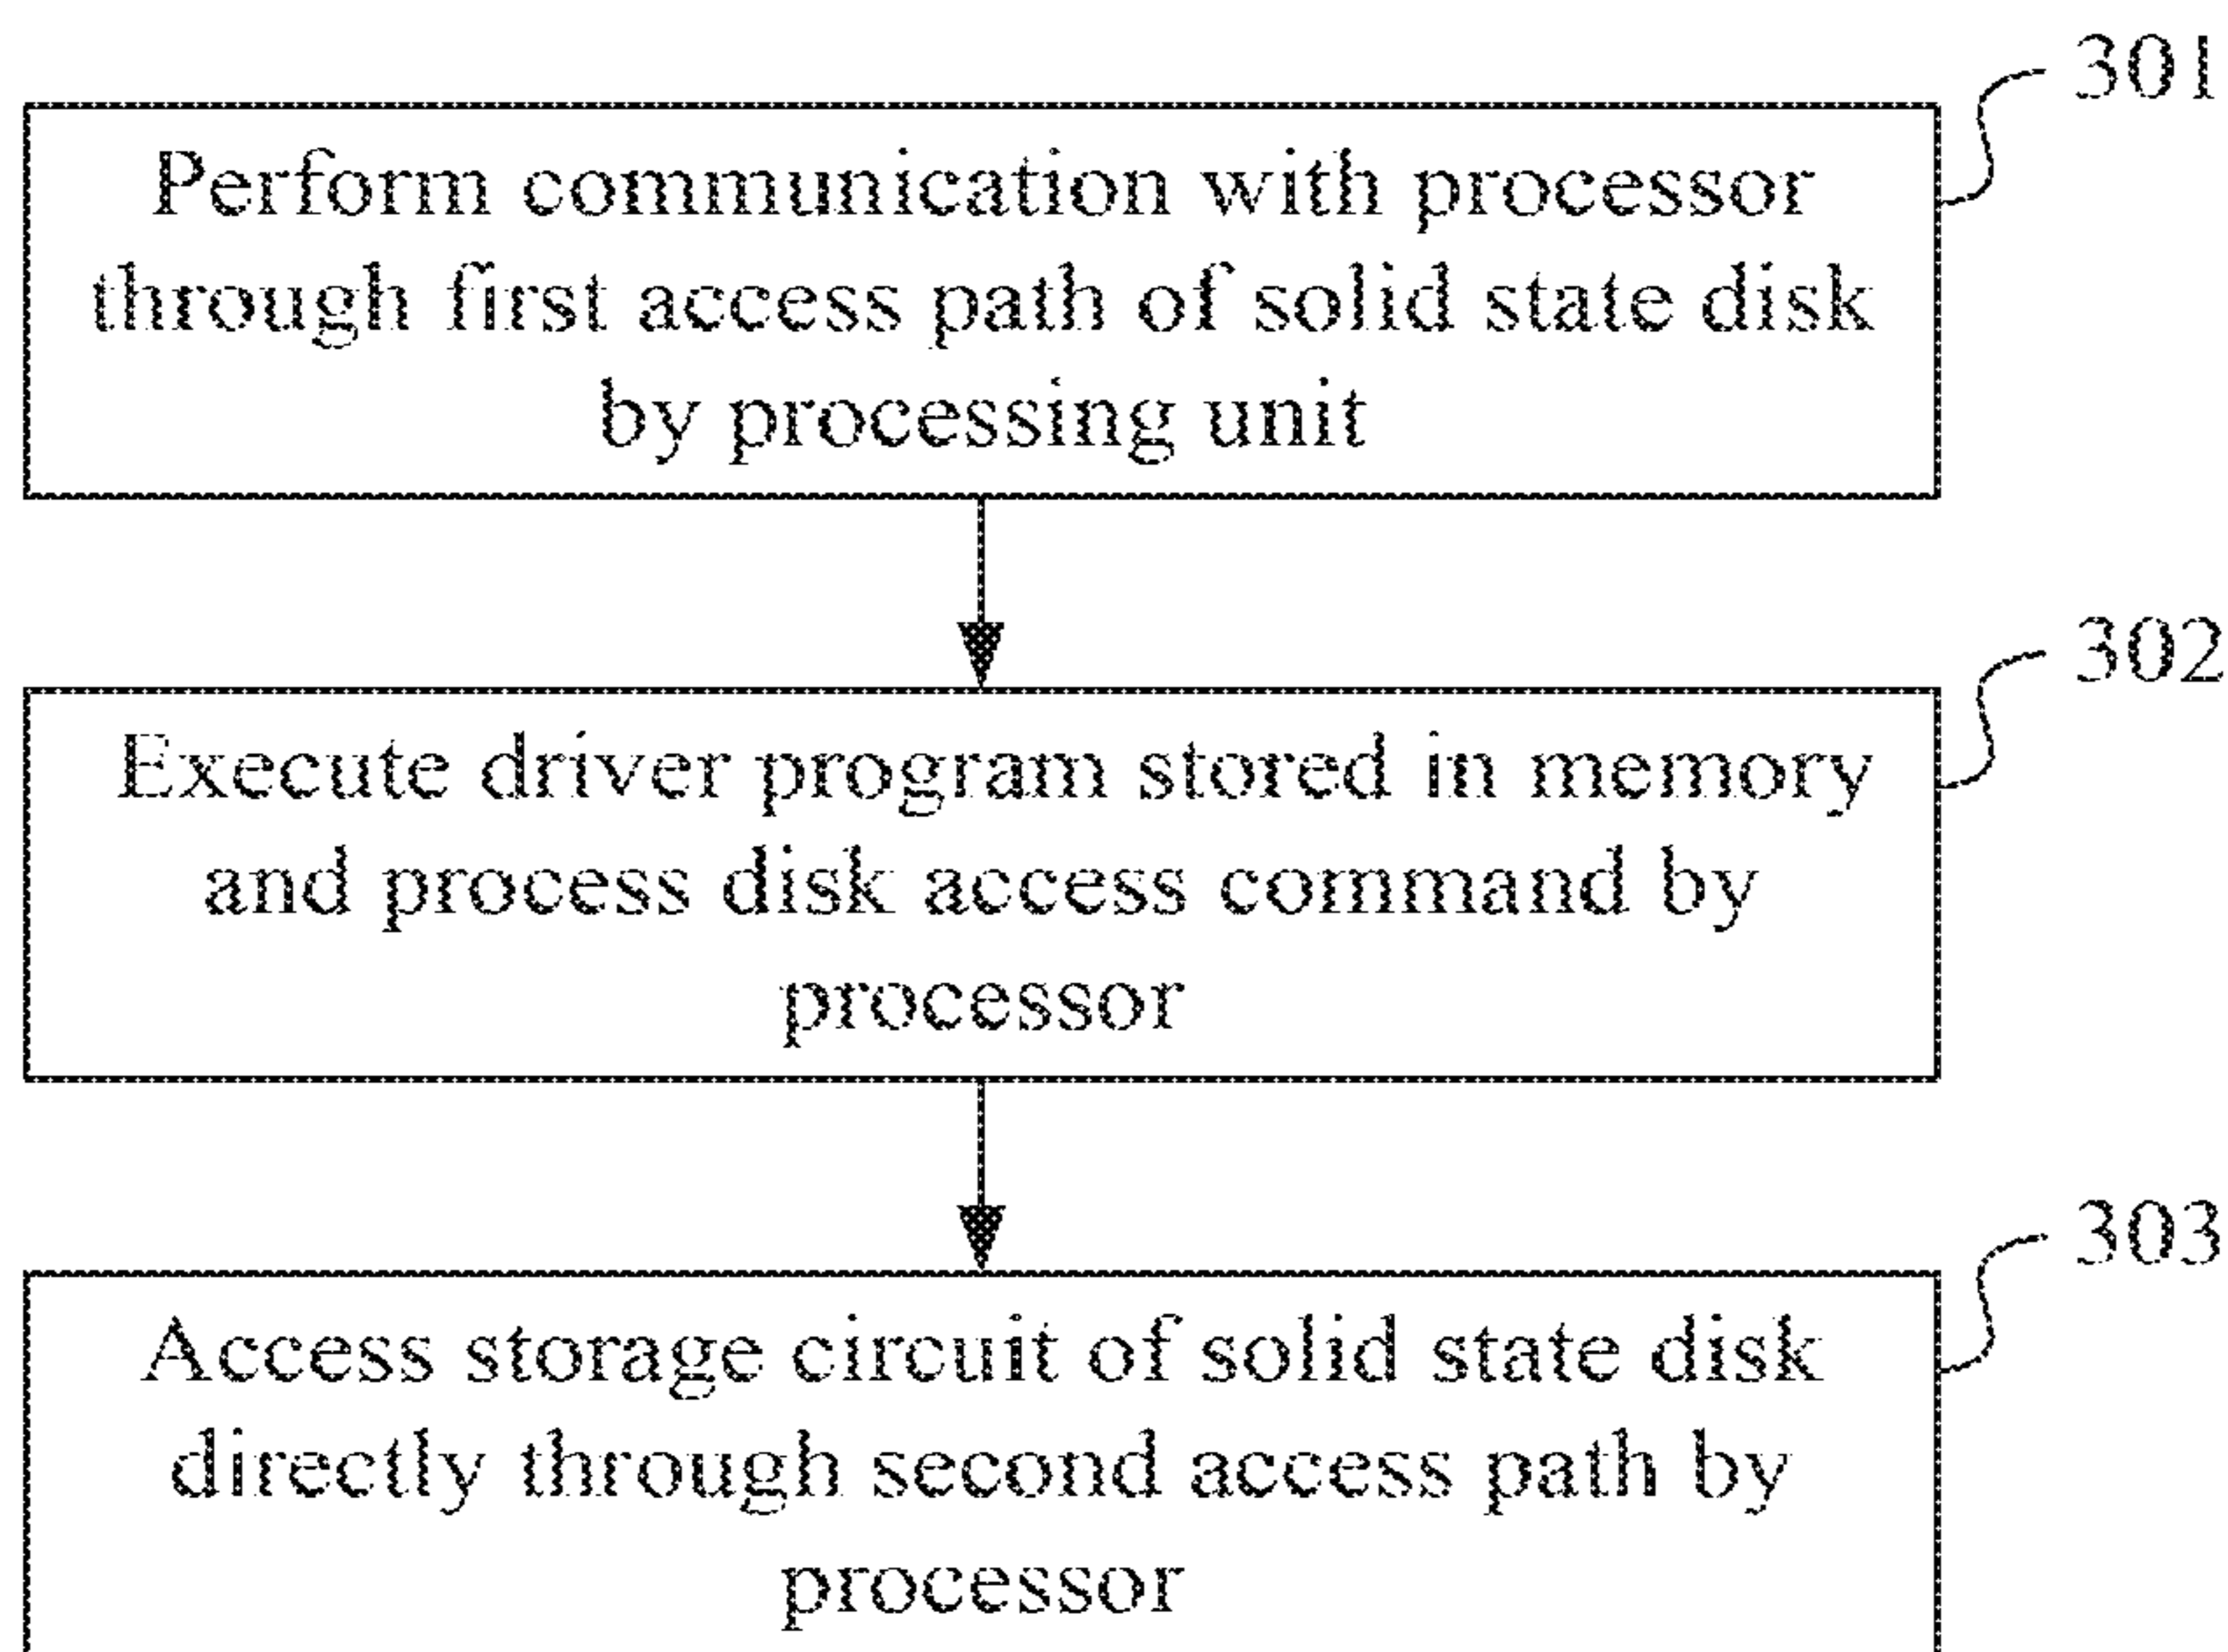 301
Perform communication with processor
through first access path of solid state disk
by processing unit
302
Execute driver program stored in memory
and process disk access command by
processor
303
Access storage circuit of solid state disk
directly through second access path by
processor